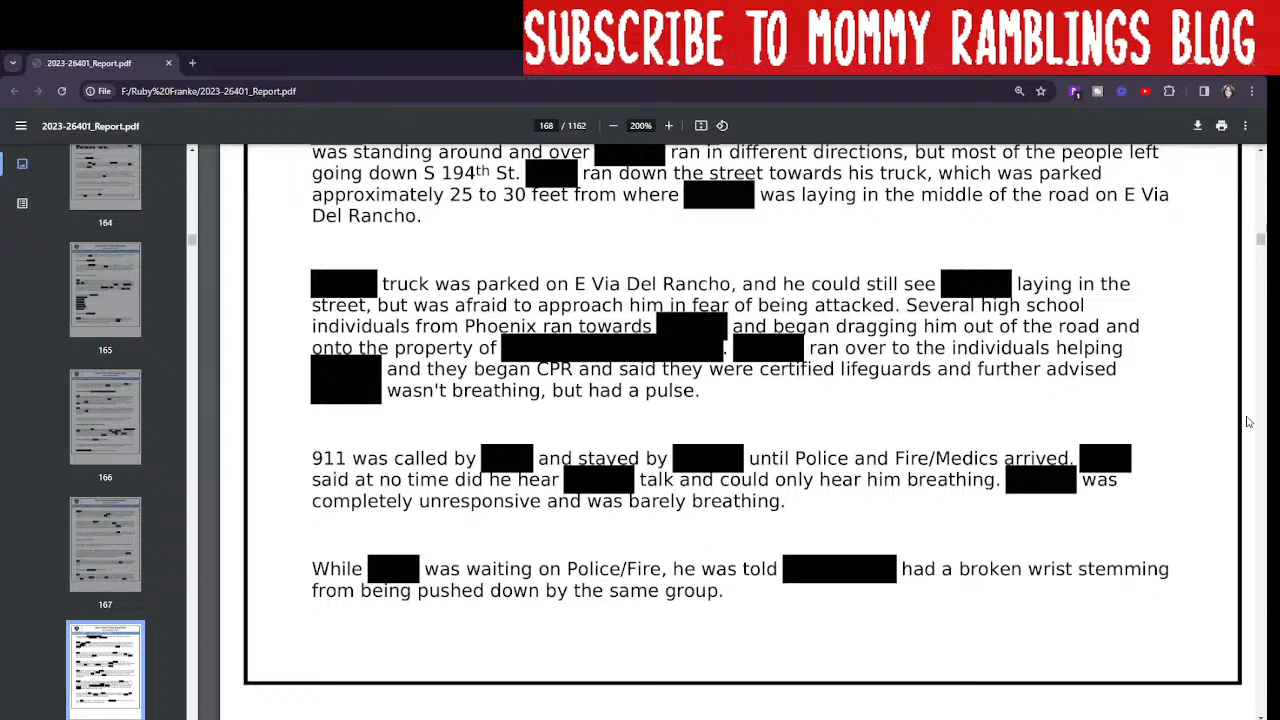 SUBSCRIBE TO MOMMY RAMBLINGS BLOG
2023-26401_Report.pdf
File F:/Ruby%20Franke/2023-26401_Report.pdf
2023-26401_Report.pdf 168 / 1162 200%
was standing around and over ran in different directions, but most of the people left
going down S 194th St. ran down the street towards his truck, which was parked
approximately 25 to 30 feet from where was laying in the middle of the road on E Via
Del Rancho.
truck was parked on E Via Del Rancho, and he could still see laying in the
street, but was afraid to approach him in fear of being attacked. Several high school
individuals from Phoenix ran towards and began dragging him out of the road and
onto the property of . ran over to the individuals helping
and they began CPR and said they were certified lifeguards and further advised
wasn't breathing, but had a pulse.
911 was called by and stayed by until Police and Fire/Medics arrived.
said at no time did he hear talk and could only hear him breathing. was
completely unresponsive and was barely breathing.
While was waiting on Police/Fire, he was told had a broken wrist stemming
from being pushed down by the same group.
164
165
166
167